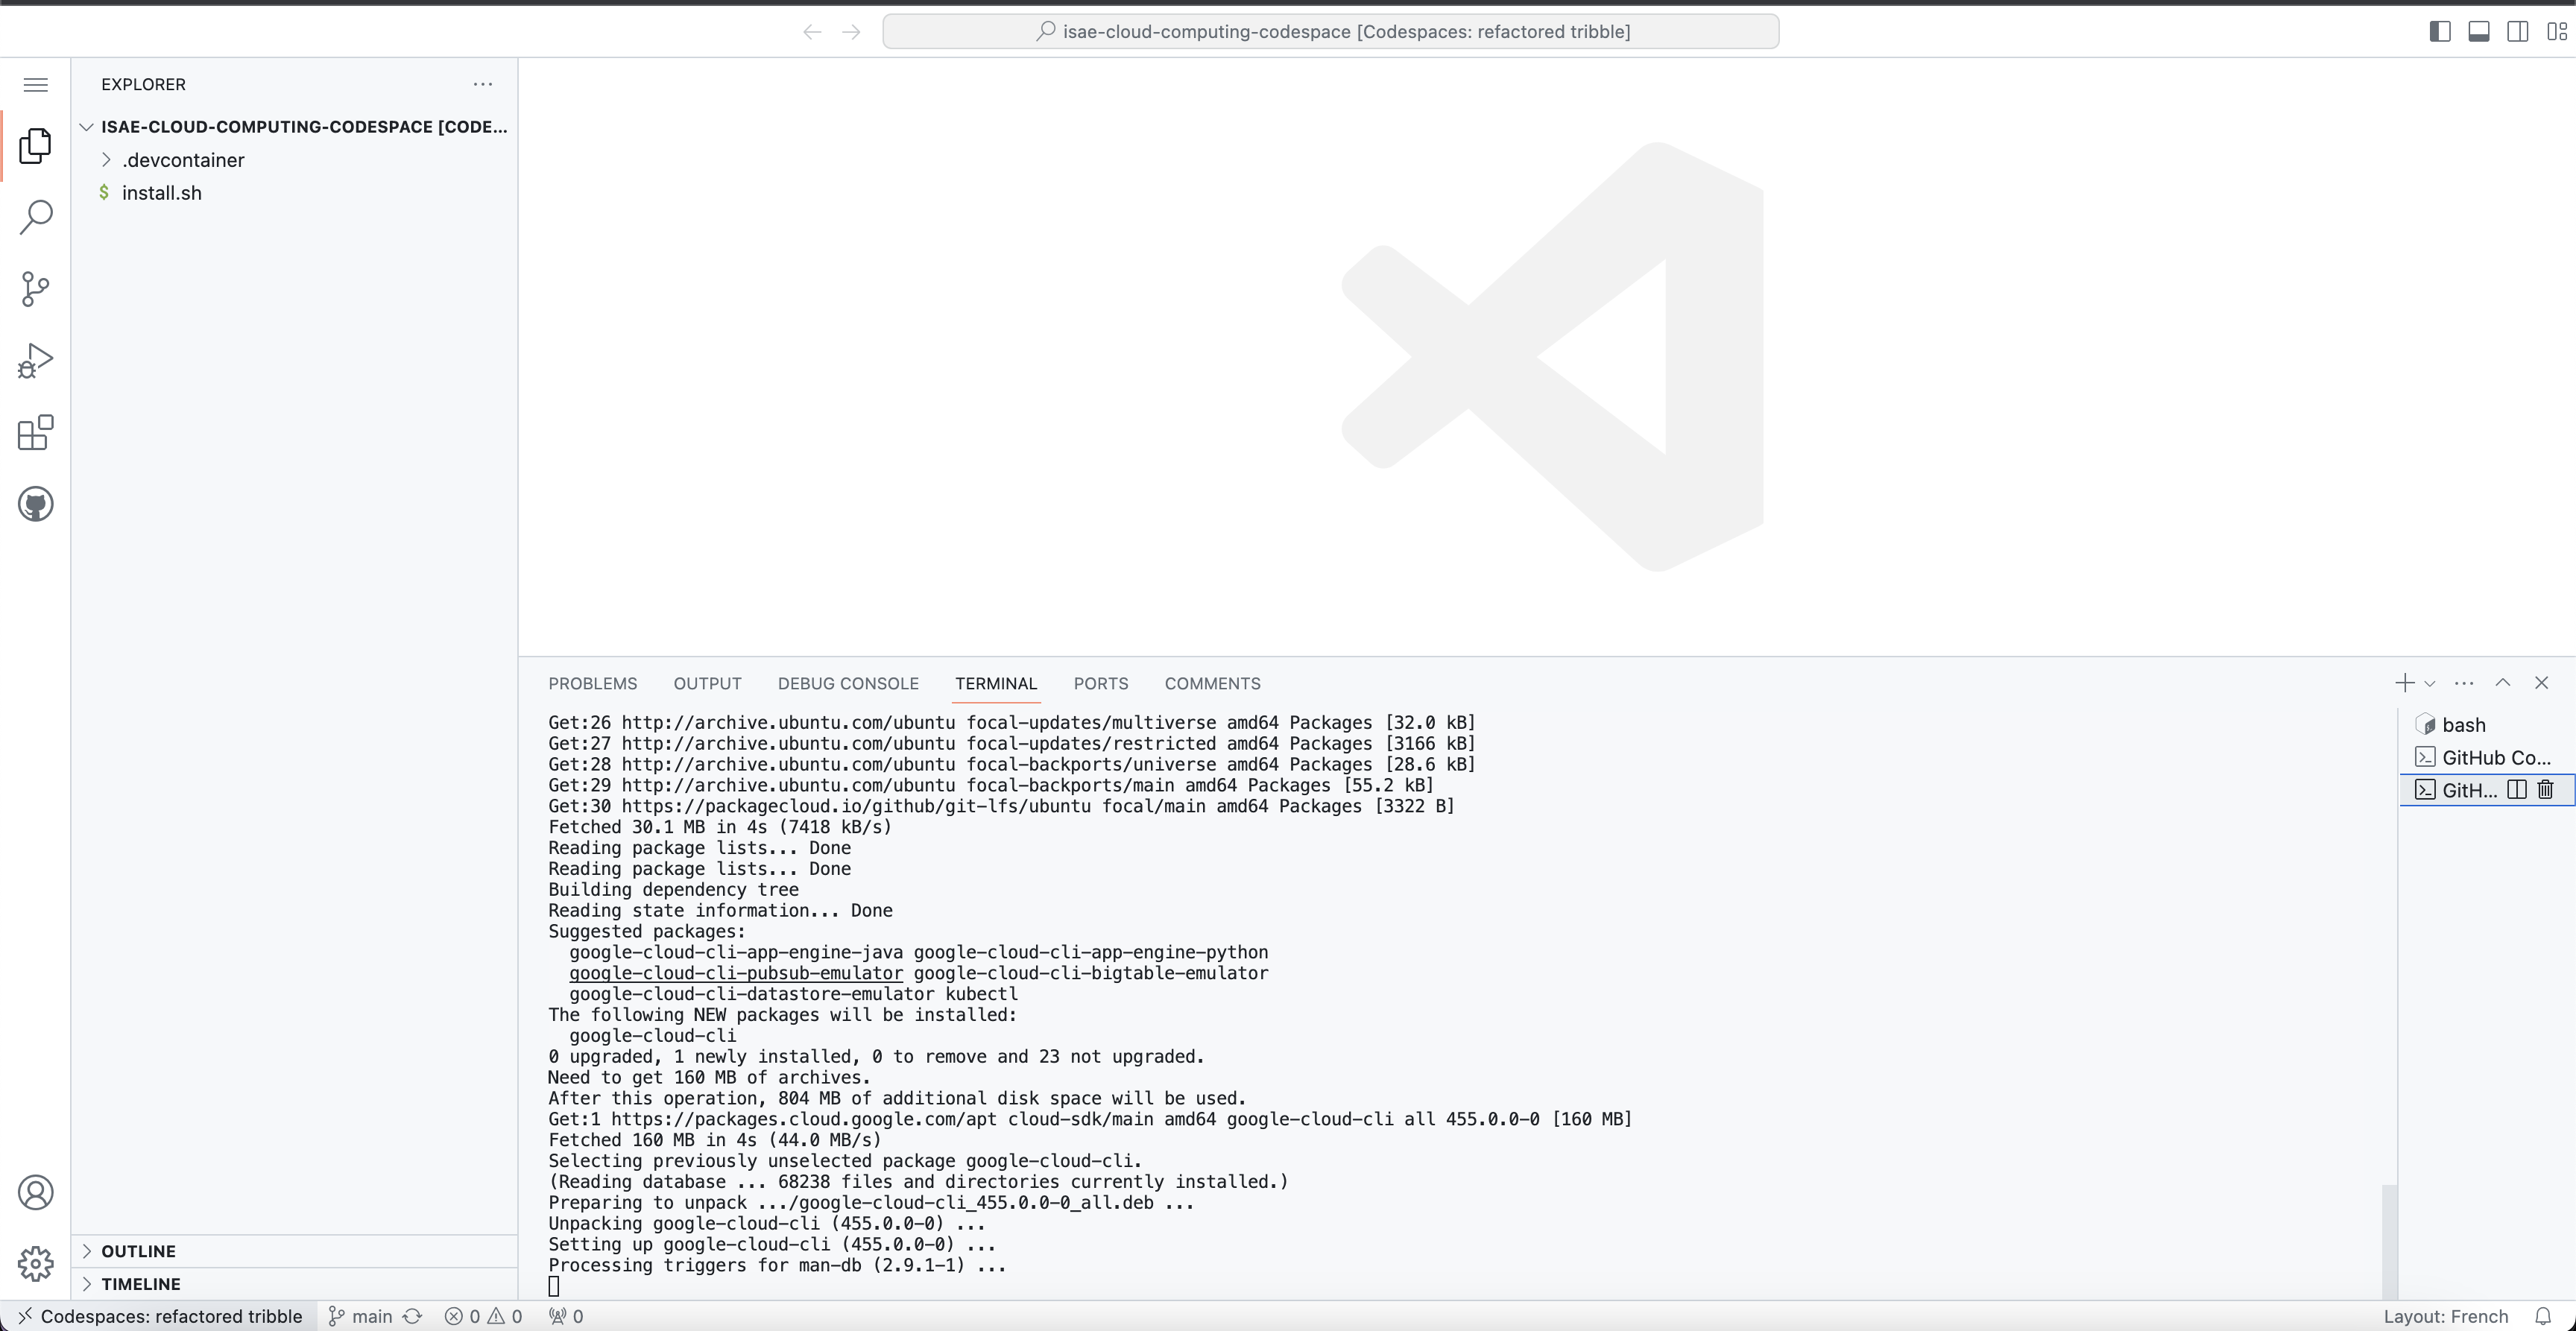 isae-cloud-computing-codespace [Codespaces: refactored tribble]
EXPLORER
ISAE-CLOUD-COMPUTING-CODESPACE [CODE...
.devcontainer
$ install.sh
OUTLINE
TIMELINE
PROBLEMS OUTPUT DEBUG CONSOLE TERMINAL PORTS COMMENTS
Get:26 http://archive.ubuntu.com/ubuntu focal-updates/multiverse amd64 Packages [32.0 kB]
Get:27 http://archive.ubuntu.com/ubuntu focal-updates/restricted amd64 Packages [3166 kB]
Get:28 http://archive.ubuntu.com/ubuntu focal-backports/universe amd64 Packages [28.6 kB]
Get:29 http://archive.ubuntu.com/ubuntu focal-backports/main amd64 Packages [55.2 kB]
Get:30 https://packagecloud.io/github/git-lfs/ubuntu focal/main amd64 Packages [3322 B]
Fetched 30.1 MB in 4s (7418 kB/s)
Reading package lists... Done
Reading package lists... Done
Building dependency tree
Reading state information... Done
Suggested packages:
google-cloud-cli-app-engine-java google-cloud-cli-app-engine-python
google-cloud-cli-pubsub-emulator google-cloud-cli-bigtable-emulator
google-cloud-cli-datastore-emulator kubectl
The following NEW packages will be installed:
google-cloud-cli
0 upgraded, 1 newly installed, 0 to remove and 23 not upgraded.
Need to get 160 MB of archives.
After this operation, 804 MB of additional disk space will be used.
Get:1 https://packages.cloud.google.com/apt cloud-sdk/main amd64 google-cloud-cli all 455.0.0-0 [160 MB]
Fetched 160 MB in 4s (44.0 MB/s)
Selecting previously unselected package google-cloud-cli.
(Reading database ... 68238 files and directories currently installed.)
Preparing to unpack .../google-cloud-cli_455.0.0-0_all.deb ...
Unpacking google-cloud-cli (455.0.0-0) ...
Setting up google-cloud-cli (455.0.0-0) ...
Processing triggers for man-db (2.9.1-1) ...
bash
GitHub Co...
GitH...
Codespaces: refactored tribble main 0 0 0 Layout: French